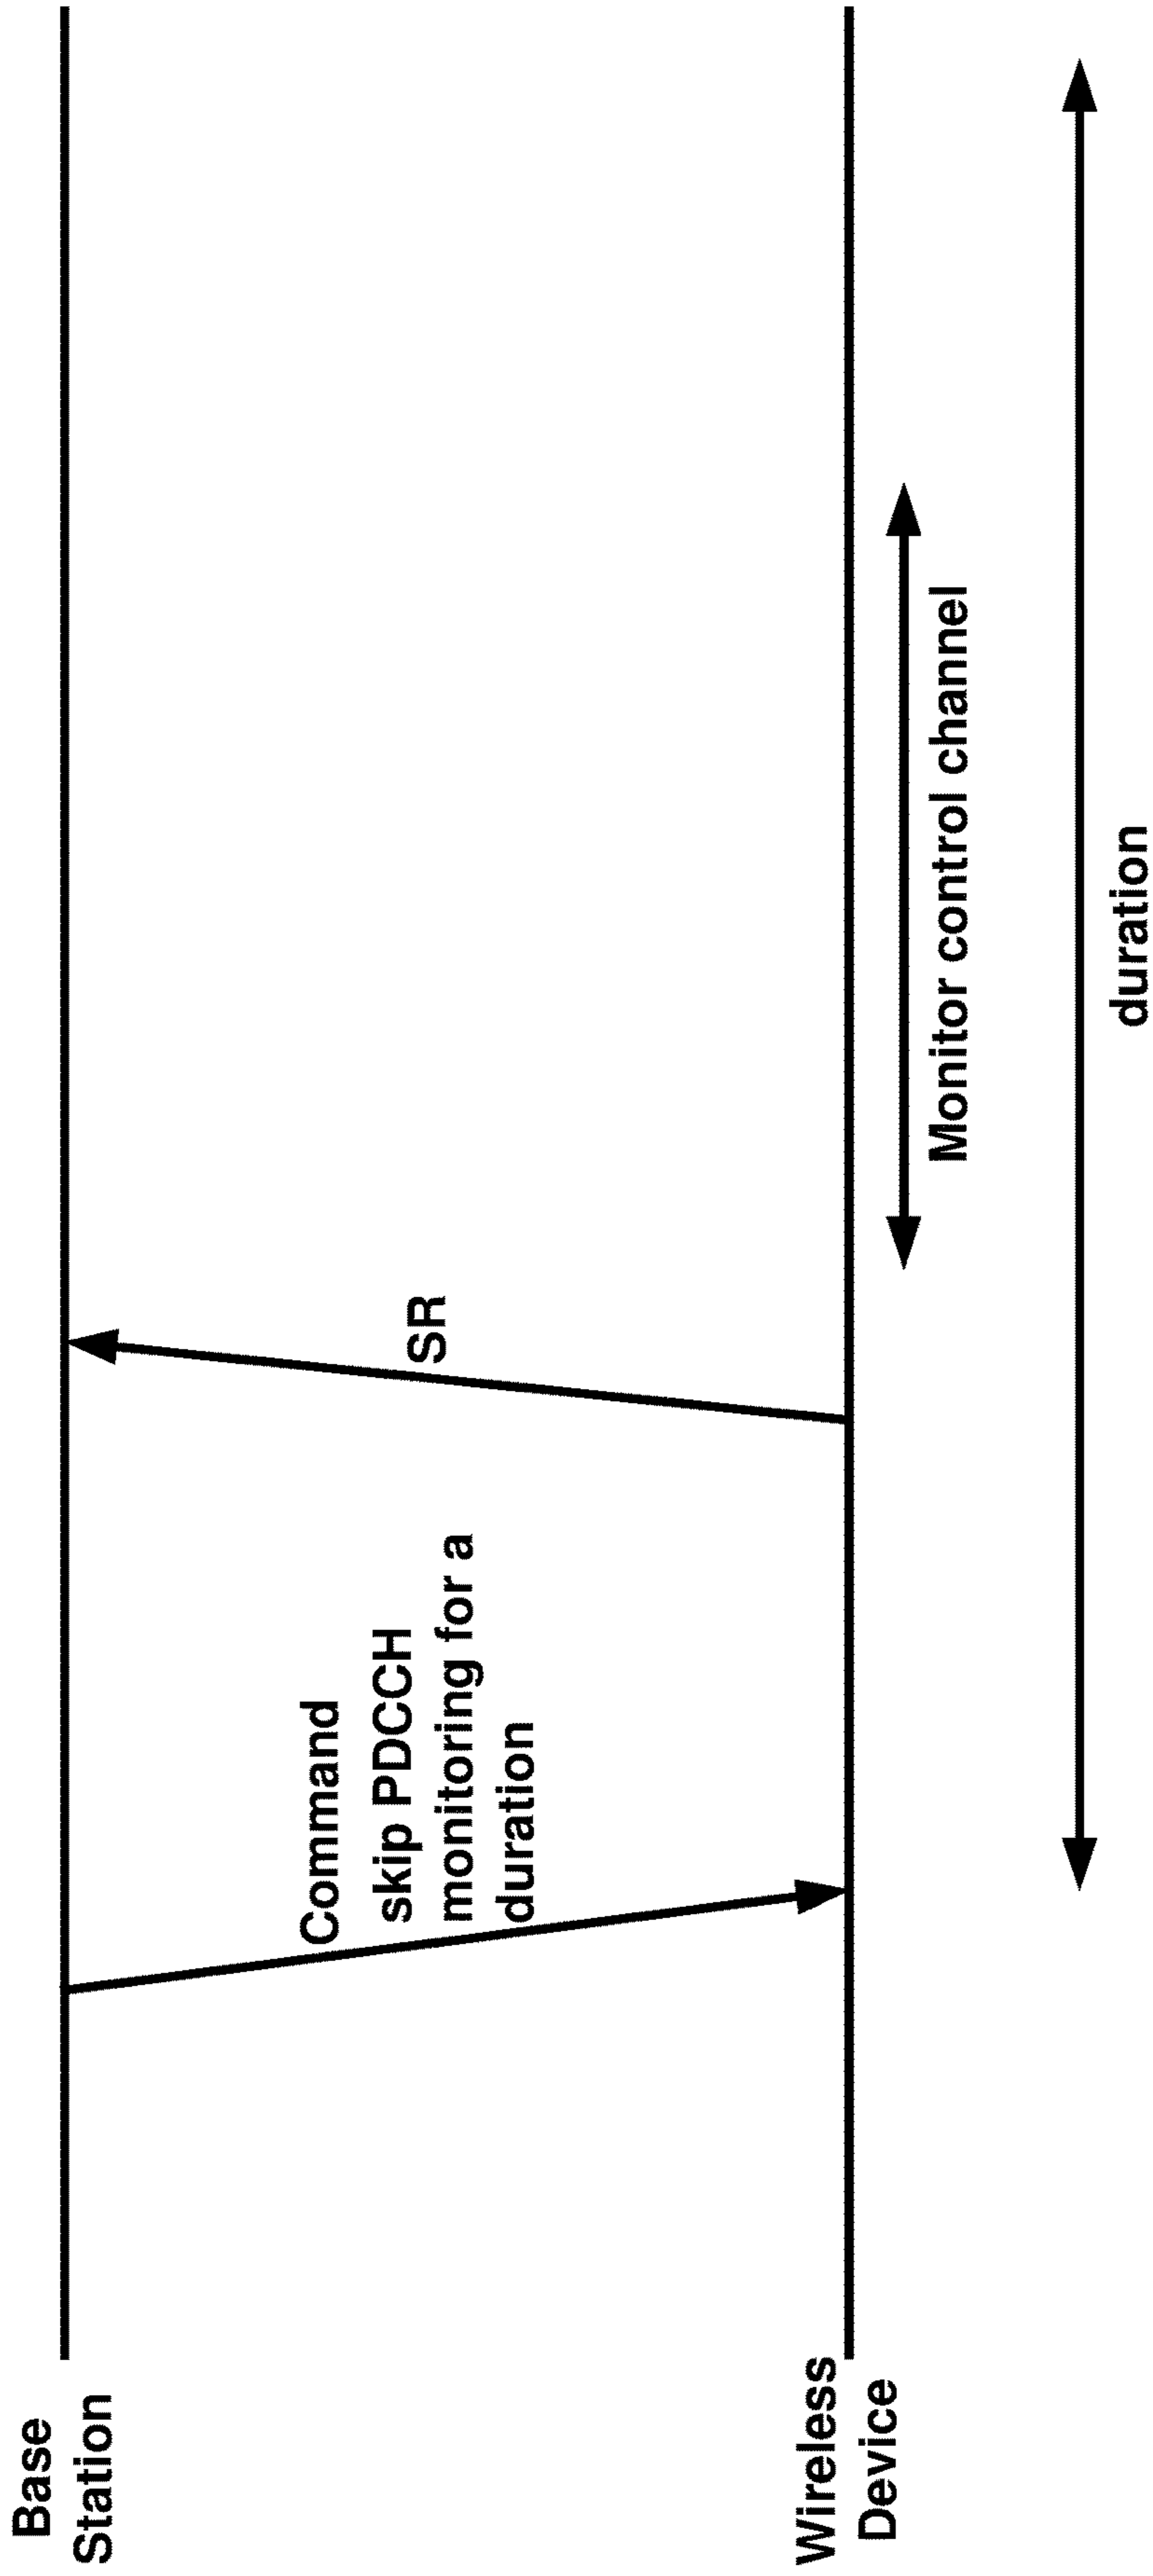 Base
Station
Command
skip PDCCH
monitoring for a
duration
SR
Wireless
Device
Monitor control channel
duration